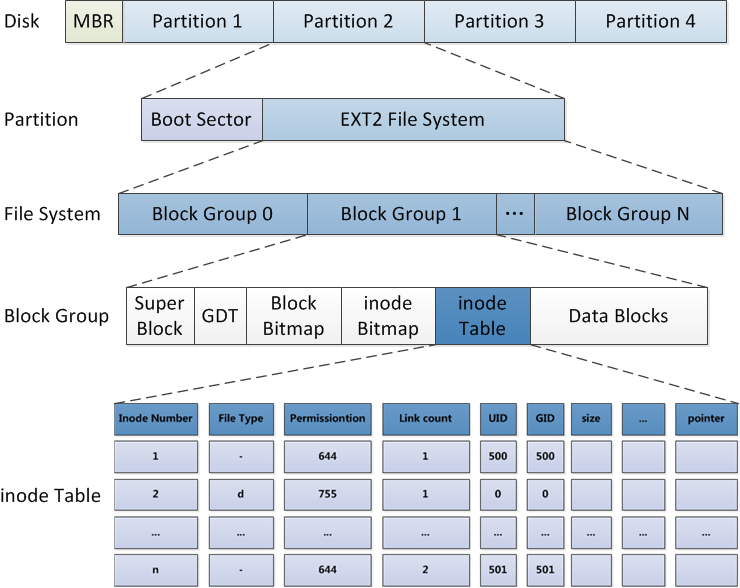 Disk MBR Partition 1 Partition 2 Partition 3 Partition 4
Partition Boot Sector EXT2 File System
File System Block Group 0 Block Group 1 ... Block Group N
Block Group Super Block GDT Block Bitmap inode Bitmap inode Table Data Blocks
Inode Number File Type Permissiontion Link count UID GID size ... pointer
1 - 644 1 500 500
inode Table 2 d 755 1 0 0
... ... ... ... ... ... ... ... ...
n - 644 2 501 501